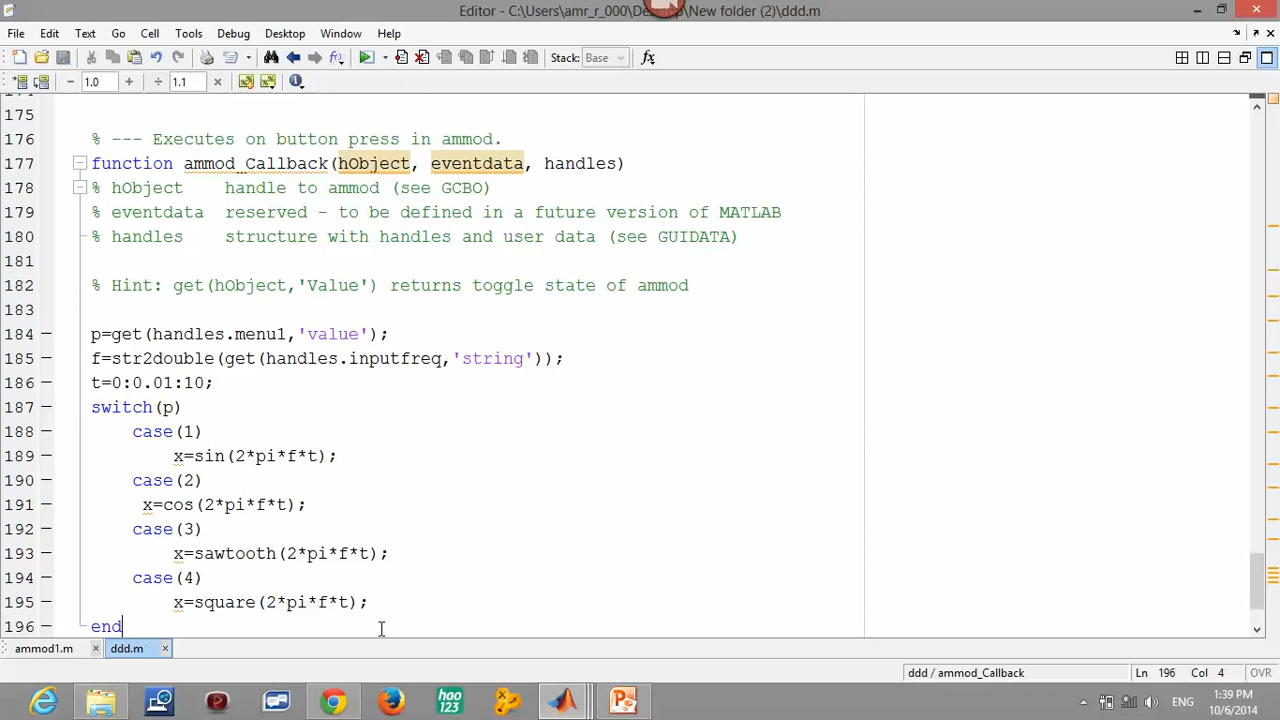 Editor - C:\Users\amr_r_000\Desktop\New folder (2)\ddd.m
File Edit Text Go Cell Tools Debug Desktop Window Help
Stack: Base fx
− 1.0 + ÷ 1.1 ×
175
176 % --- Executes on button press in ammod.
177 function ammod_Callback(hObject, eventdata, handles)
178 % hObject    handle to ammod (see GCBO)
179 % eventdata  reserved - to be defined in a future version of MATLAB
180 % handles    structure with handles and user data (see GUIDATA)
181
182 % Hint: get(hObject,'Value') returns toggle state of ammod
183
184 p=get(handles.menu1,'value');
185 f=str2double(get(handles.inputfreq,'string'));
186 t=0:0.01:10;
187 switch(p)
188 case(1)
189 x=sin(2*pi*f*t);
190 case(2)
191 x=cos(2*pi*f*t);
192 case(3)
193 x=sawtooth(2*pi*f*t);
194 case(4)
195 x=square(2*pi*f*t);
196 end
ammod1.m × ddd.m* ×
ddd / ammod_Callback Ln 196 Col 4 OVR
hoo
123
ENG
1:39 PM
10/6/2014